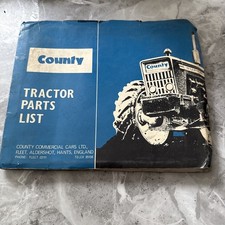 County
TRACTOR
PARTS
LIST
COUNTY COMMERCIAL CARS LTD.,
FLEET, ALDERSHOT, HANTS, ENGLAND
County